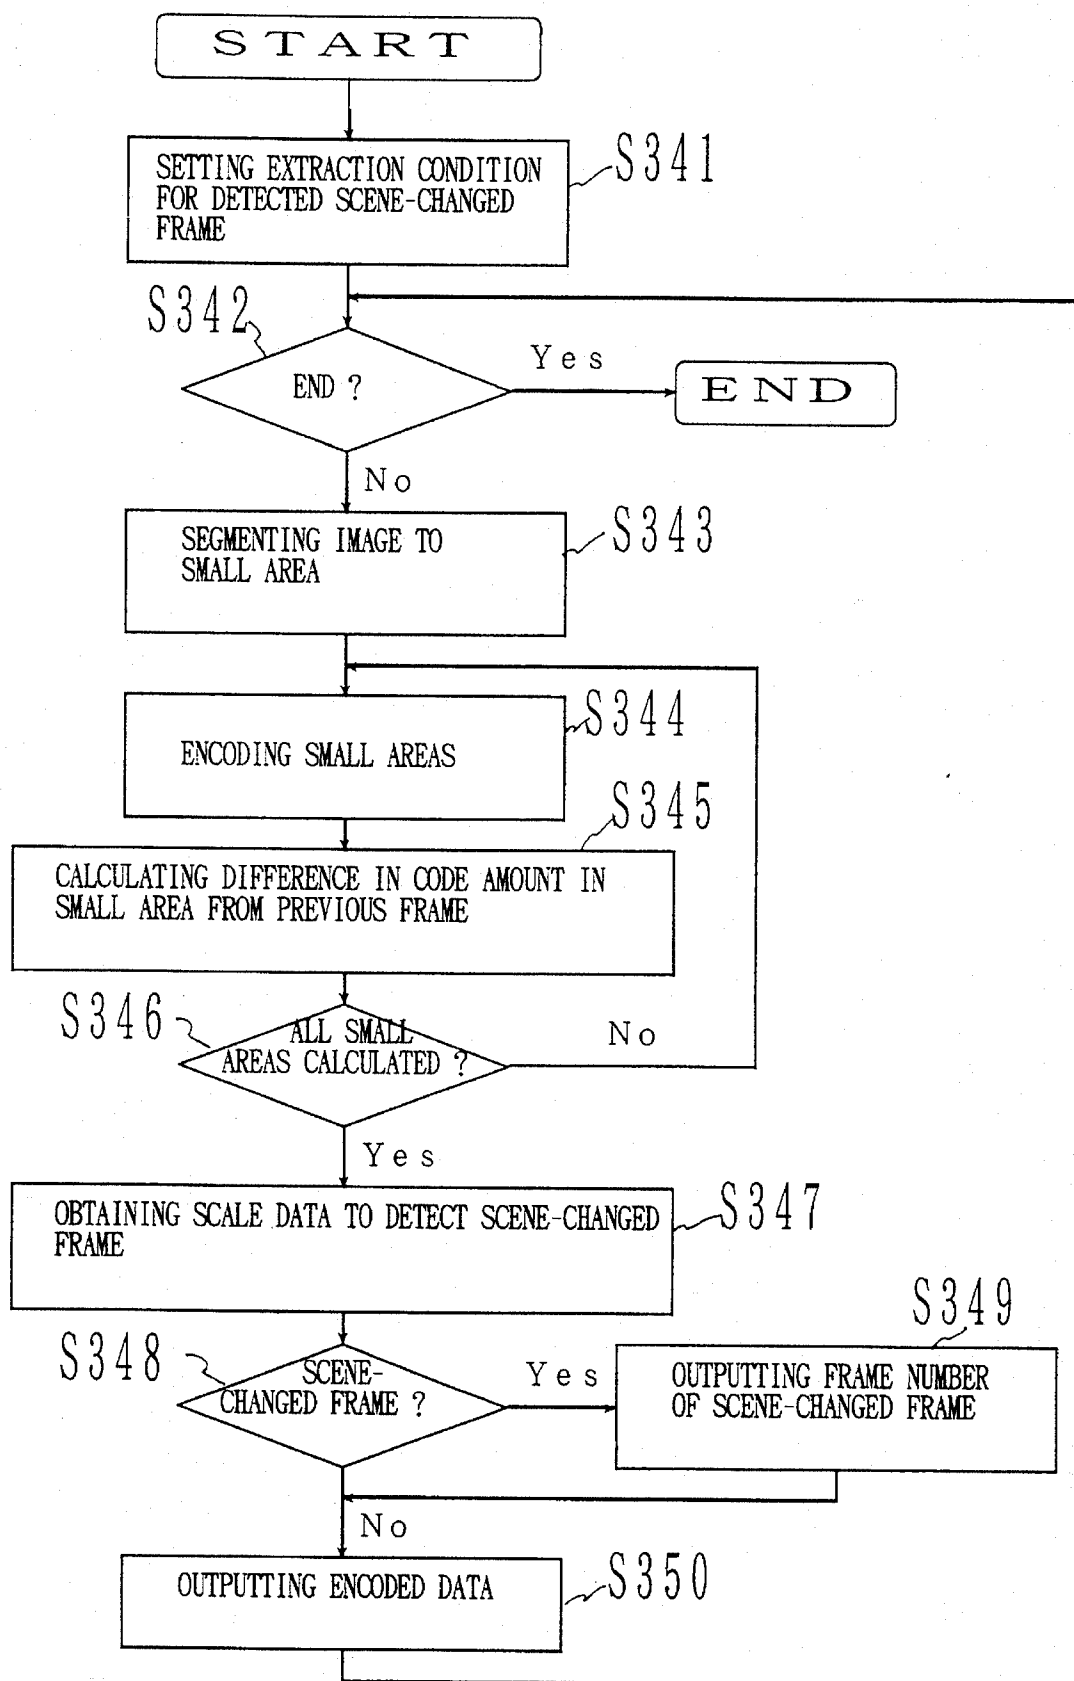 START
SETTING EXTRACTION CONDITION
FOR DETECTED SCENE-CHANGED
FRAME
S341
S342
END ?
Yes
END
No
SEGMENTING IMAGE TO
SMALL AREA
S343
ENCODING SMALL AREAS
S344
CALCULATING DIFFERENCE IN CODE AMOUNT IN
SMALL AREA FROM PREVIOUS FRAME
S345
S346
ALL SMALL
AREAS CALCULATED ?
No
Yes
OBTAINING SCALE DATA TO DETECT SCENE-CHANGED
FRAME
S347
S348
SCENE-
CHANGED FRAME ?
Yes
S349
OUTPUTTING FRAME NUMBER
OF SCENE-CHANGED FRAME
No
OUTPUTTING ENCODED DATA
S350